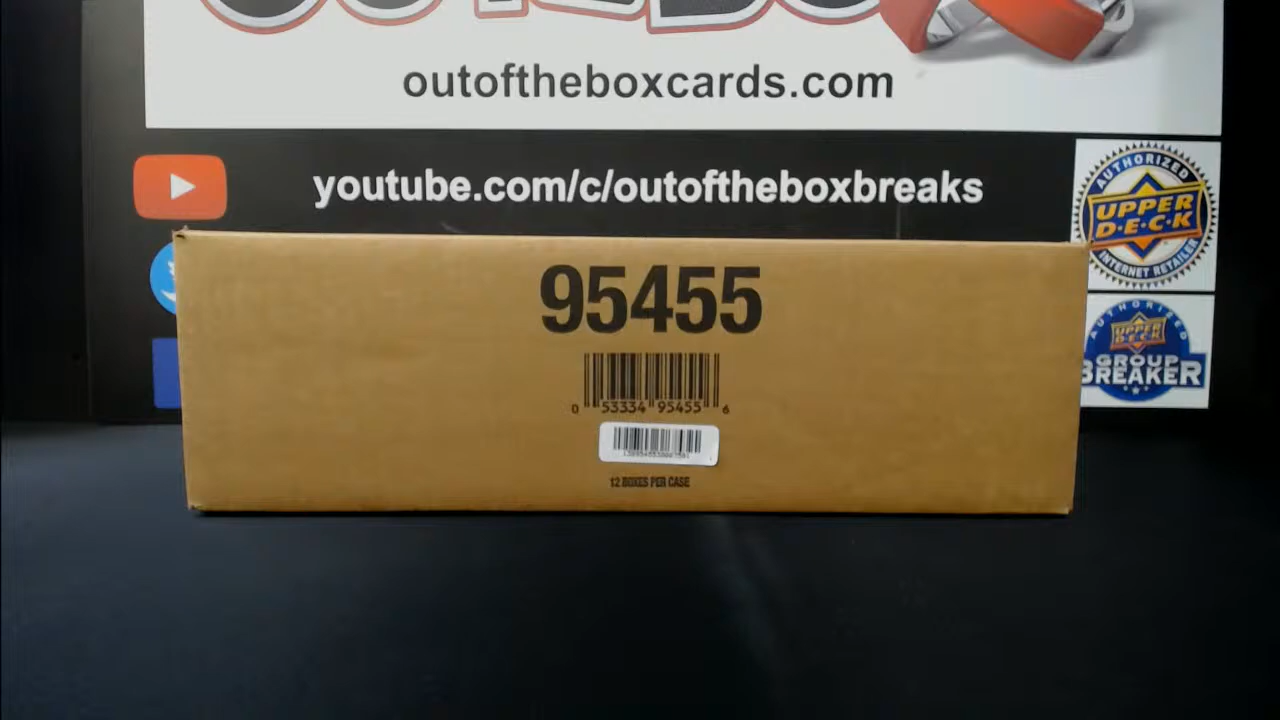 outoftheboxcards.com
youtube.com/c/outoftheboxbreaks
AUTHORIZED
UPPER
D·E·C·K
INTERNET RETAILER
AUTHORIZED
UPPER
DECK
GROUP
BREAKER
95455
0 53334 95455 6
12 BOXES PER CASE